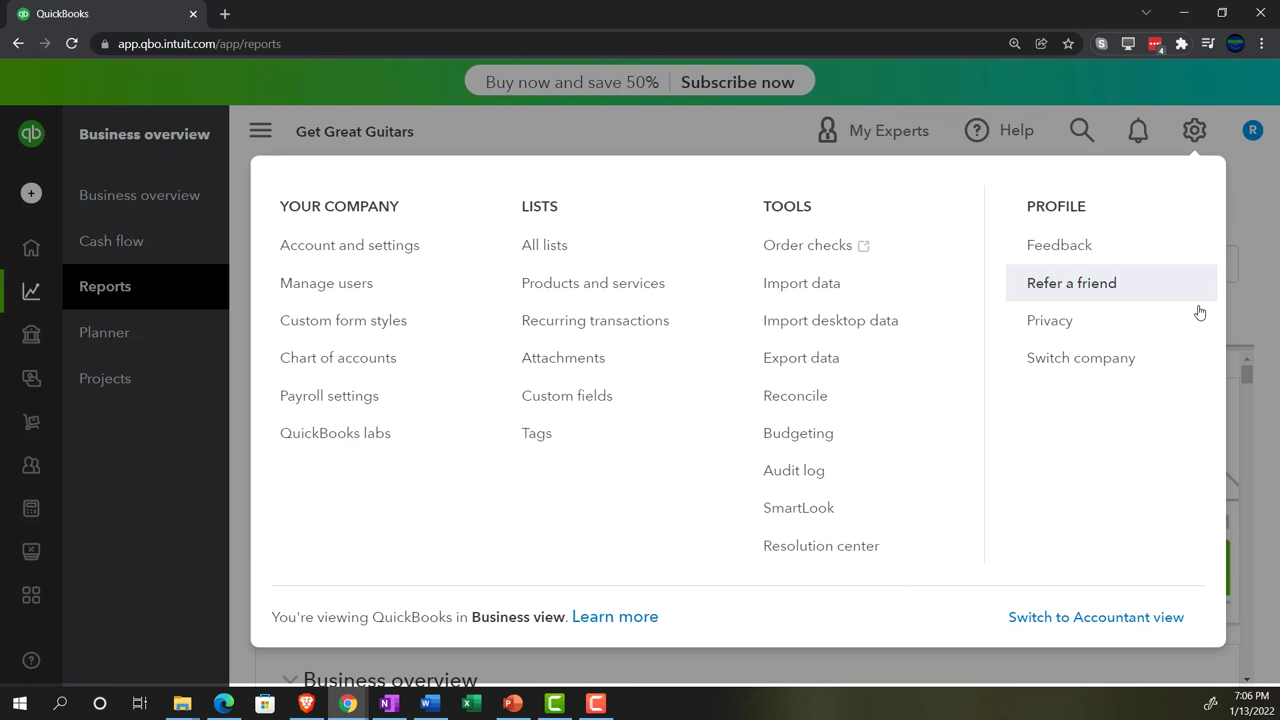 QuickBooks
app.qbo.intuit.com/app/reports
4
Buy now and save 50% Subscribe now
qb
Business overview
Business overview
Cash flow
Reports
Planner
Projects
Get Great Guitars
My Experts
Help
R
YOUR COMPANY
Account and settings
Manage users
Custom form styles
Chart of accounts
Payroll settings
QuickBooks labs
LISTS
All lists
Products and services
Recurring transactions
Attachments
Custom fields
Tags
TOOLS
Order checks
Import data
Import desktop data
Export data
Reconcile
Budgeting
Audit log
SmartLook
Resolution center
PROFILE
Feedback
Refer a friend
Privacy
Switch company
You're viewing QuickBooks in Business view. Learn more
Switch to Accountant view
Business overview
7:06 PM
1/13/2022